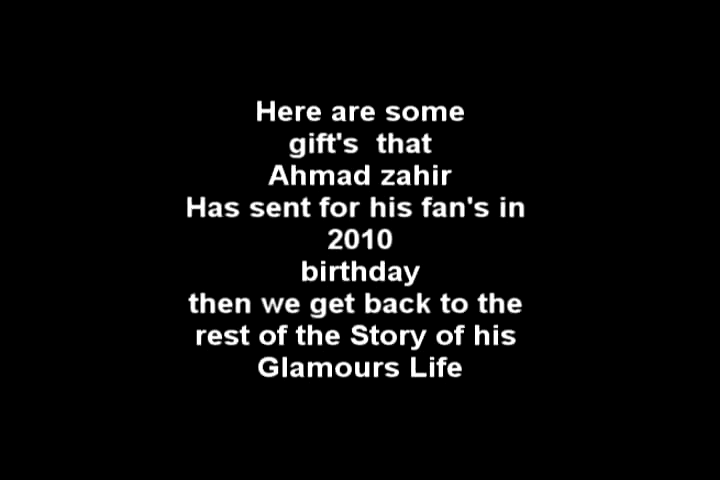 Here are some
gift's  that
Ahmad zahir
Has sent for his fan's in
2010
birthday
then we get back to the
rest of the Story of his
Glamours Life